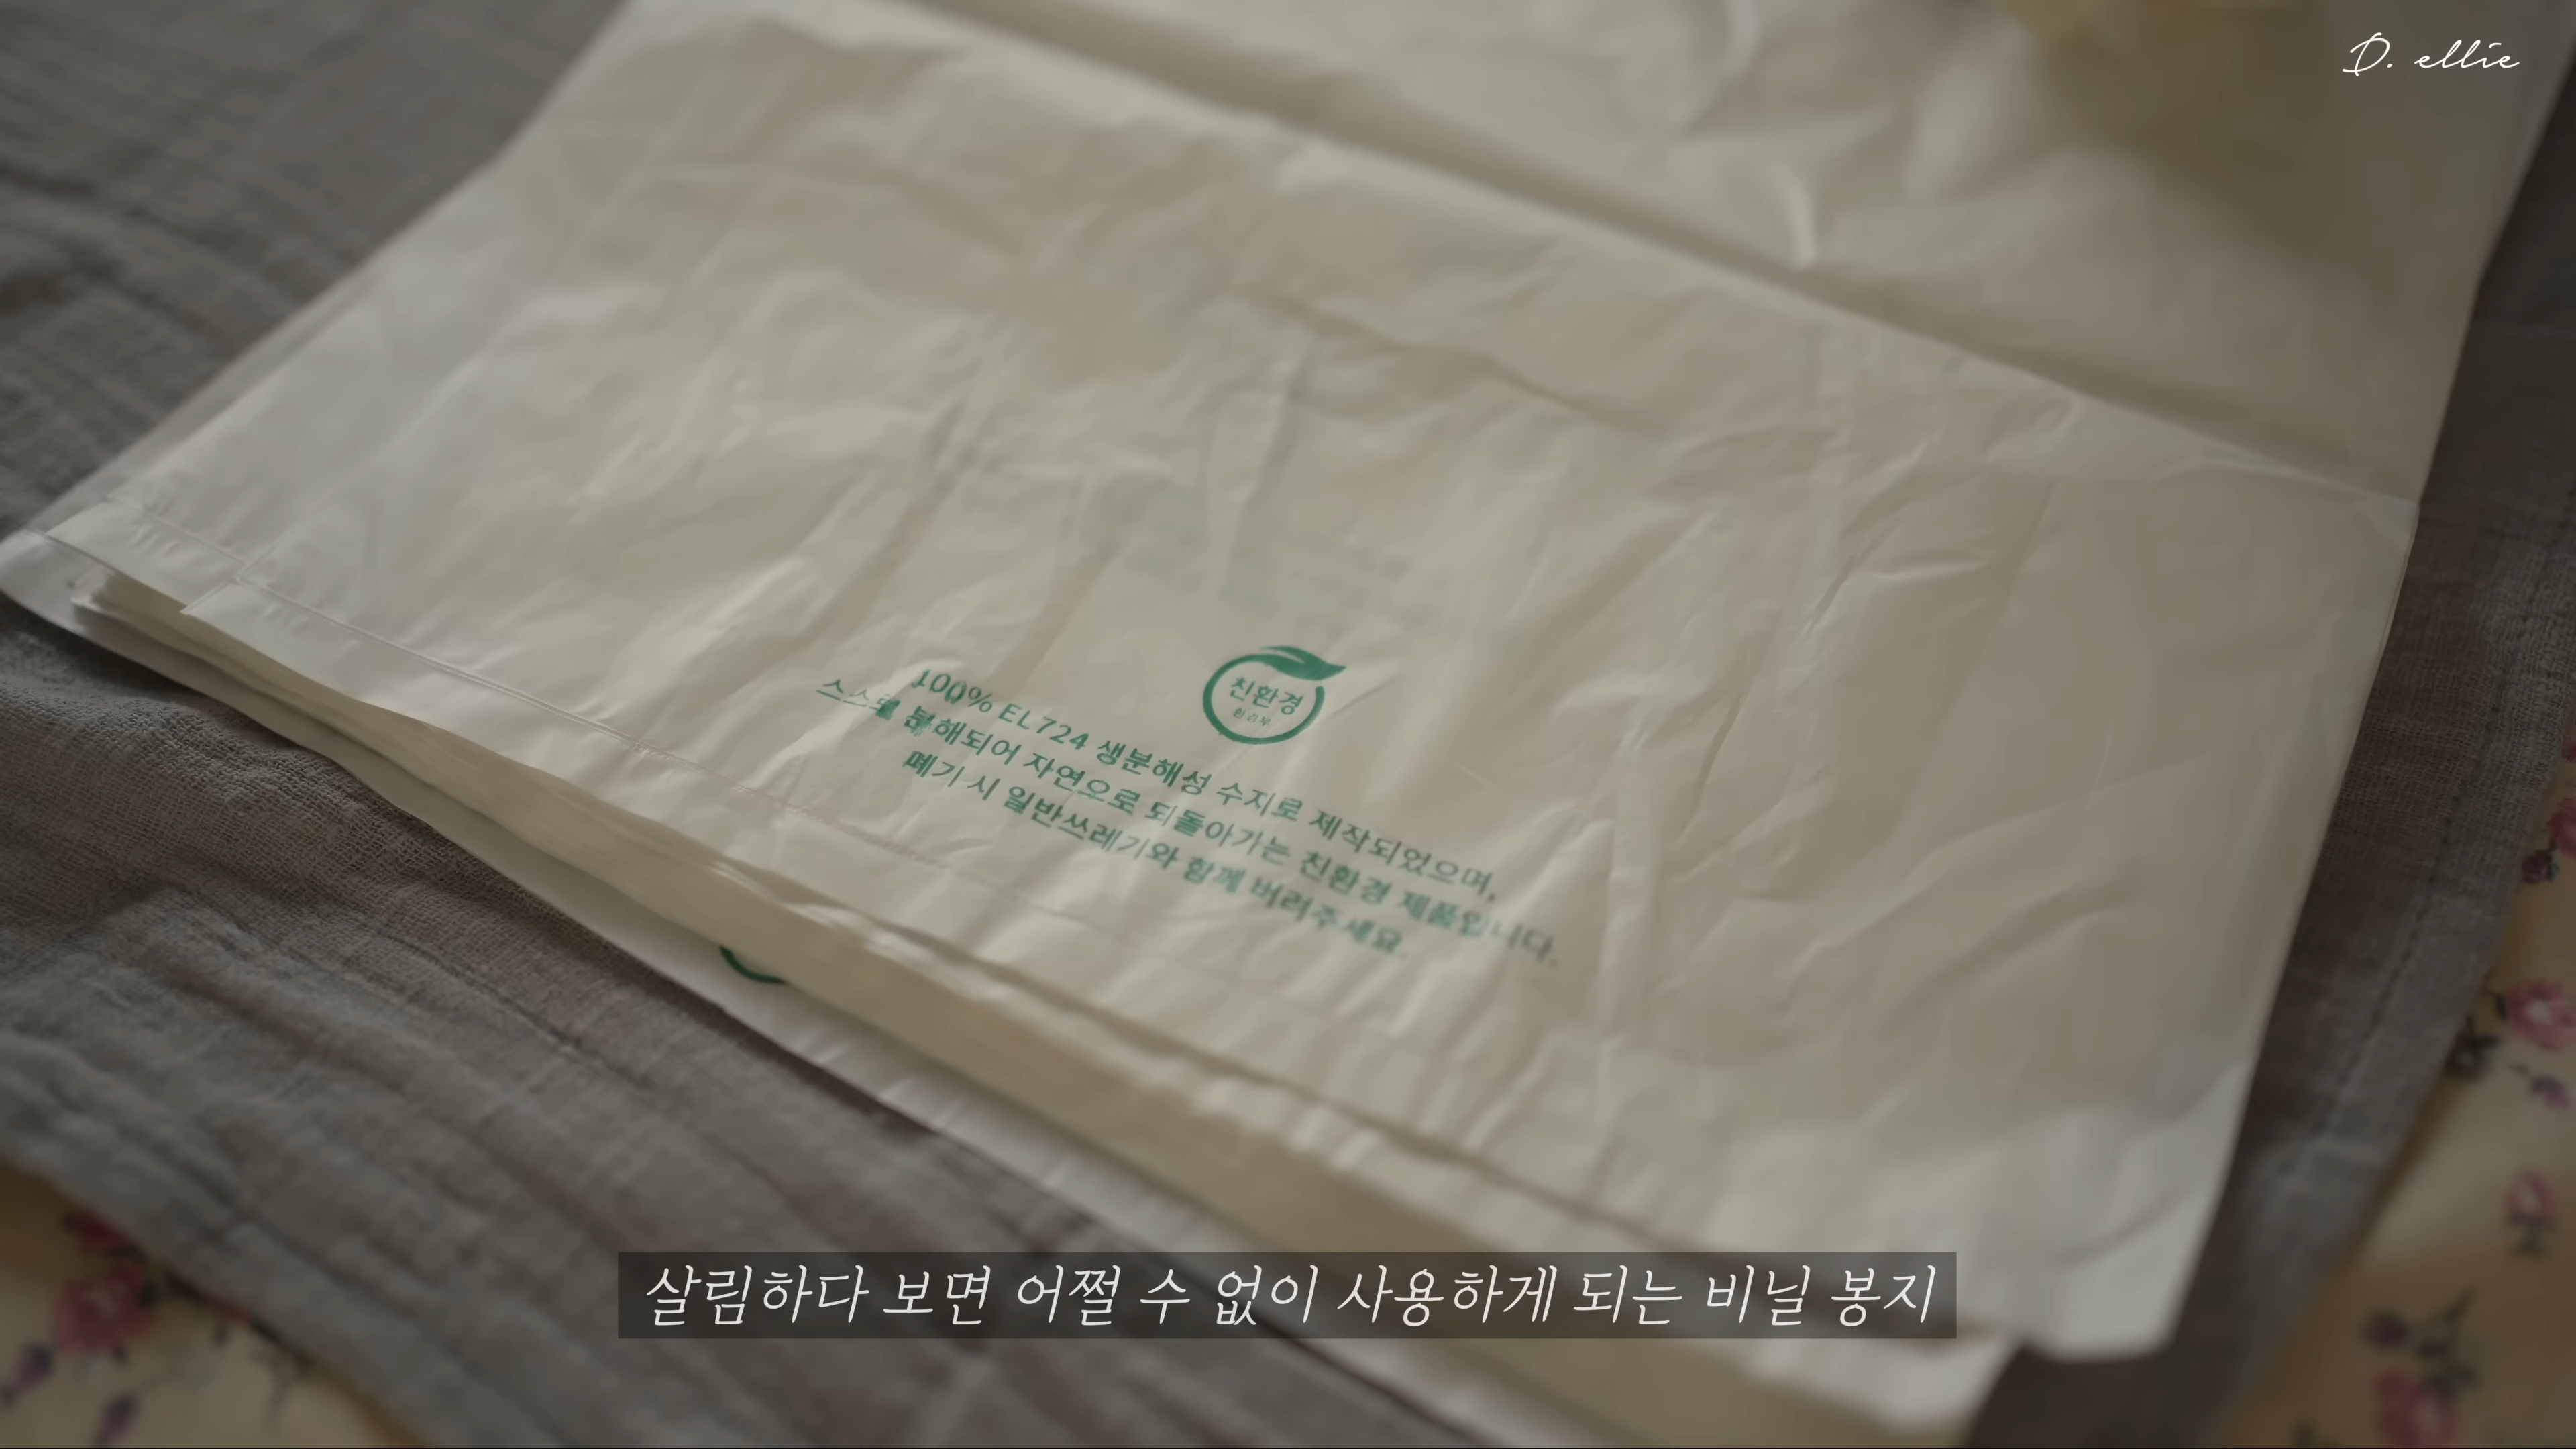 D. ellie
친환경
환경부
100% EL724 생분해성 수지로 제작되었으며,
스스로 분해되어 자연으로 되돌아가는 친환경 제품입니다.
폐기 시 일반쓰레기와 함께 버려주세요.
살림하다 보면 어쩔 수 없이 사용하게 되는 비닐 봉지